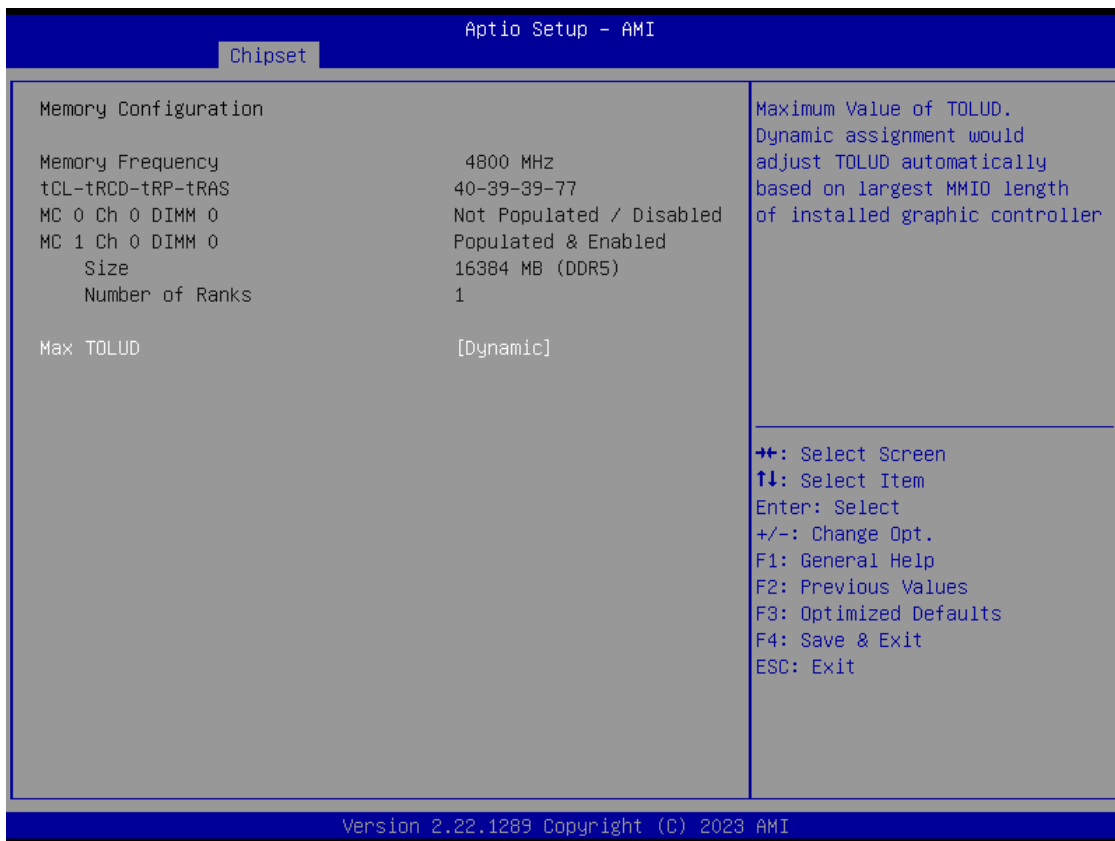 Aptio Setup – AMI
Chipset
Memory Configuration
Memory Frequency 4800 MHz
tCL-tRCD-tRP-tRAS 40-39-39-77
MC 0 Ch 0 DIMM 0 Not Populated / Disabled
MC 1 Ch 0 DIMM 0 Populated & Enabled
Size 16384 MB (DDR5)
Number of Ranks 1
Max TOLUD [Dynamic]
Maximum Value of TOLUD.
Dynamic assignment would
adjust TOLUD automatically
based on largest MMIO length
of installed graphic controller
→←: Select Screen
↑↓: Select Item
Enter: Select
+/-: Change Opt.
F1: General Help
F2: Previous Values
F3: Optimized Defaults
F4: Save & Exit
ESC: Exit
Version 2.22.1289 Copyright (C) 2023 AMI